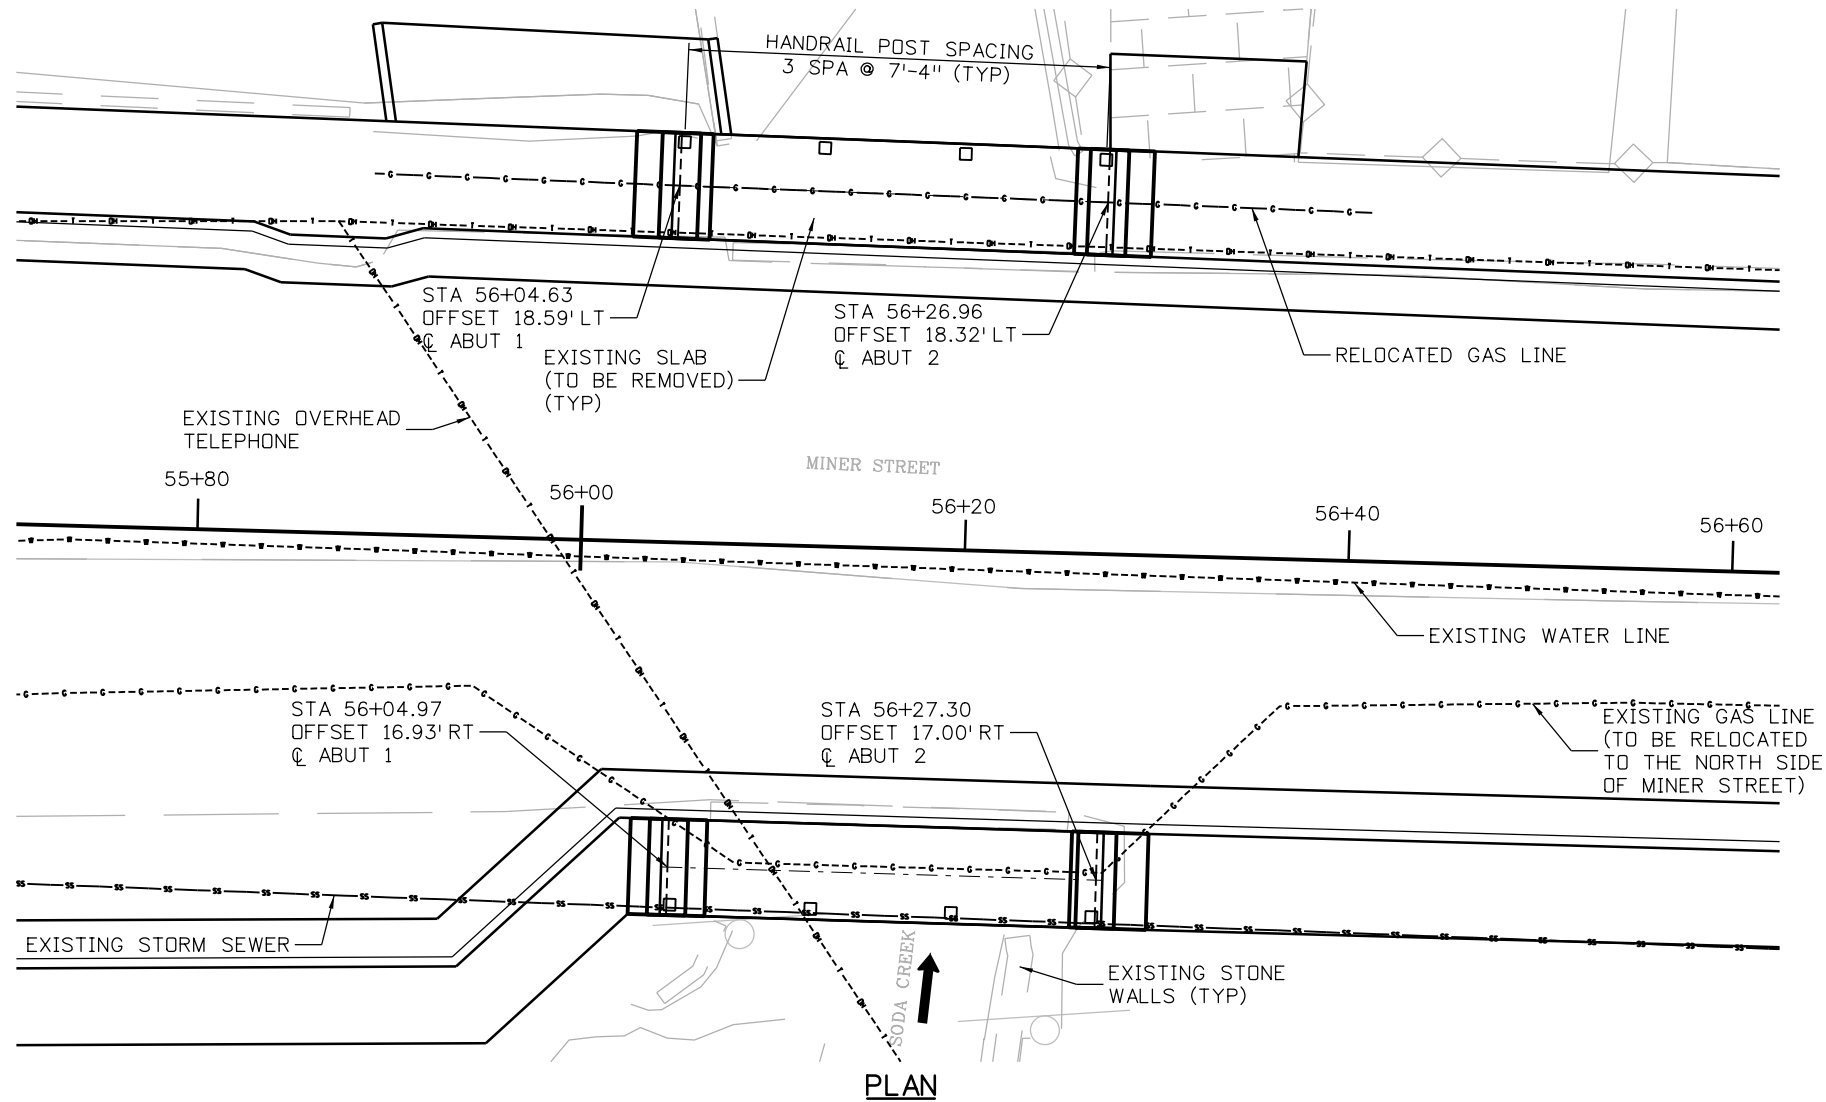 HANDRAIL POST SPACING
3 SPA @ 7'-4" (TYP)
STA 56+04.63
OFFSET 18.59' LT
℄ ABUT 1
EXISTING SLAB
(TO BE REMOVED)
(TYP)
STA 56+26.96
OFFSET 18.32' LT
℄ ABUT 2
RELOCATED GAS LINE
EXISTING OVERHEAD
TELEPHONE
MINER STREET
55+80
56+00
56+20
56+40
56+60
EXISTING WATER LINE
STA 56+04.97
OFFSET 16.93' RT
℄ ABUT 1
STA 56+27.30
OFFSET 17.00' RT
℄ ABUT 2
EXISTING GAS LINE
(TO BE RELOCATED
TO THE NORTH SIDE
OF MINER STREET)
EXISTING STORM SEWER
SODA CREEK
EXISTING STONE
WALLS (TYP)
PLAN